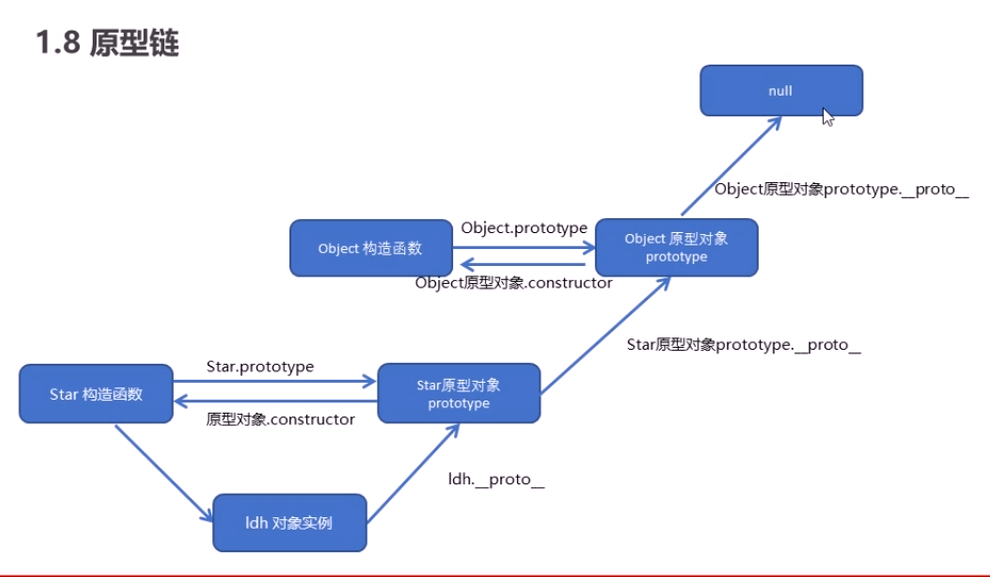 1.8 原型链
null
Object原型对象prototype.__proto__
Object.prototype
Object 构造函数
Object 原型对象
prototype
Object原型对象.constructor
Star原型对象prototype.__proto__
Star.prototype
Star 构造函数
Star原型对象
prototype
原型对象.constructor
ldh.__proto__
ldh 对象实例